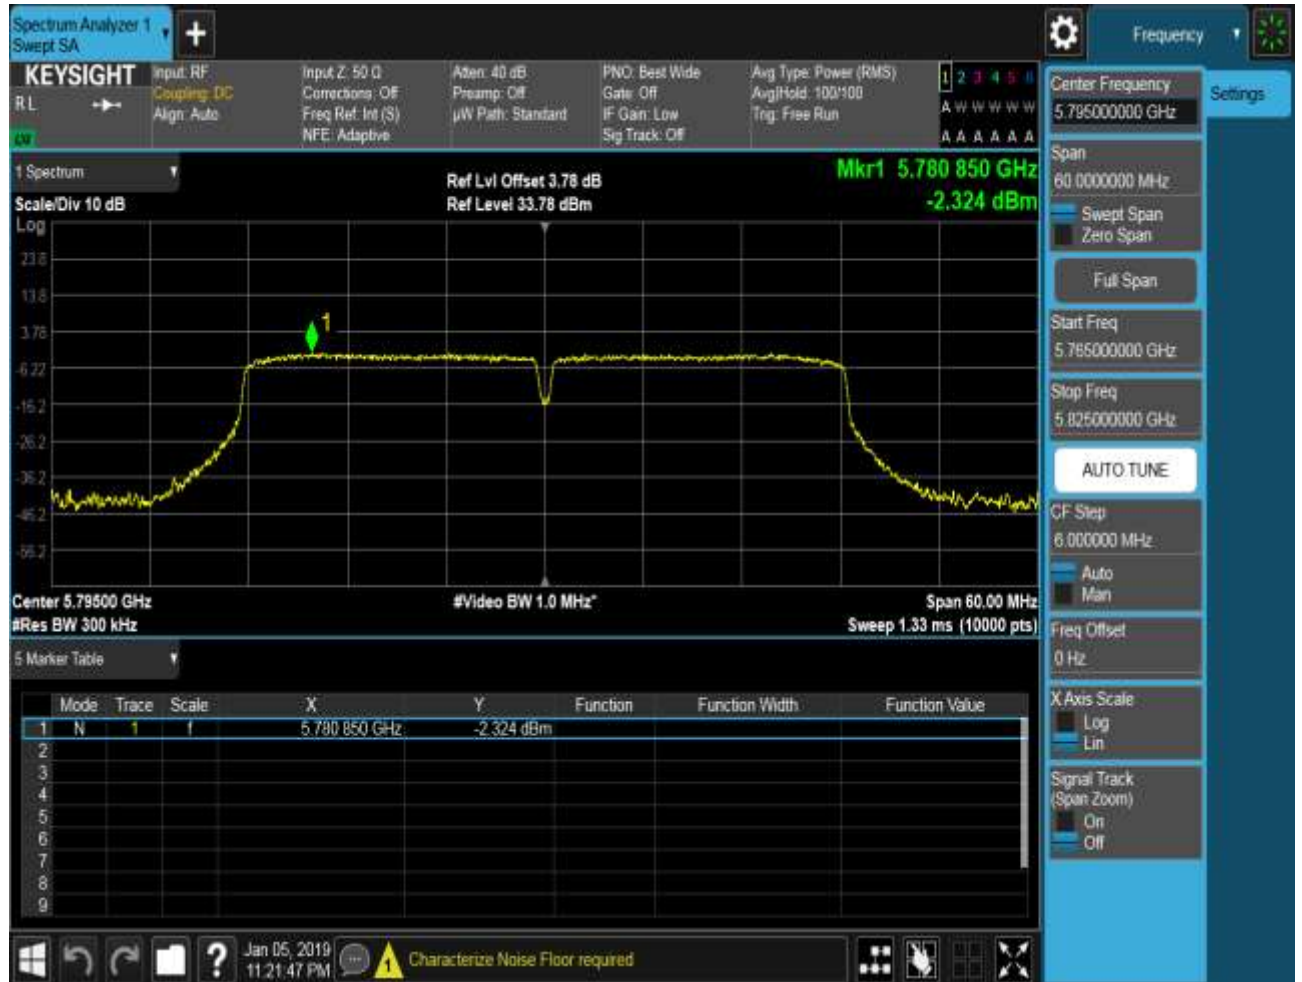 Spectrum Analyzer 1
Swept SA
+
Frequency
KEYSIGHT
R L
Input: RF
Coupling: DC
Align: Auto
Input Z: 50 Ω
Corrections: Off
Freq Ref: Int (S)
NFE: Adaptive
Atten: 40 dB
Preamp: Off
µW Path: Standard
PNO: Best Wide
Gate: Off
IF Gain: Low
Sig Track: Off
Avg Type: Power (RMS)
Avg|Hold: 100/100
Trig: Free Run
1 2 3 4 5 6
A W W W W W
A A A A A A
1 Spectrum
Scale/Div 10 dB
Ref Lvl Offset 3.78 dB
Ref Level 33.78 dBm
Mkr1 5.780 850 GHz
-2.324 dBm
Log
23.8
13.8
3.78
-6.22
-16.2
-26.2
-36.2
-46.2
-56.2
1
Center 5.79500 GHz
#Res BW 300 kHz
#Video BW 1.0 MHz*
Span 60.00 MHz
Sweep 1.33 ms (10000 pts)
5 Marker Table
Mode Trace Scale X Y Function Function Width Function Value
1 N 1 f 5.780 850 GHz -2.324 dBm
2
3
4
5
6
7
8
9
Jan 05, 2019
11:21:47 PM
Characterize Noise Floor required
Settings
Center Frequency
5.795000000 GHz
Span
60.0000000 MHz
Swept Span
Zero Span
Full Span
Start Freq
5.765000000 GHz
Stop Freq
5.825000000 GHz
AUTO TUNE
CF Step
6.000000 MHz
Auto
Man
Freq Offset
0 Hz
X Axis Scale
Log
Lin
Signal Track
(Span Zoom)
On
Off